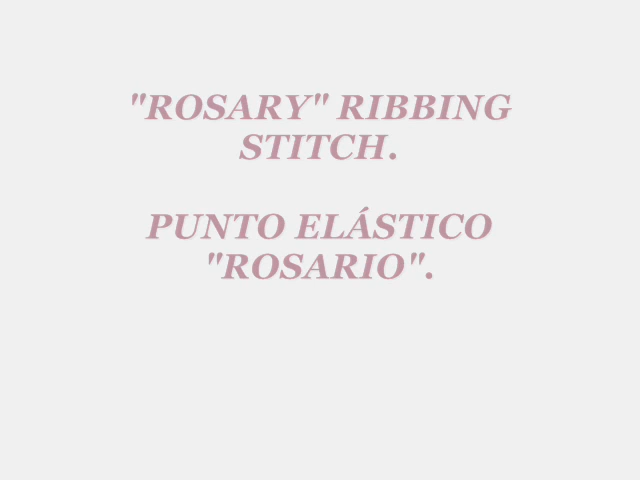 "ROSARY" RIBBING
STITCH.
PUNTO ELÁSTICO
"ROSARIO".